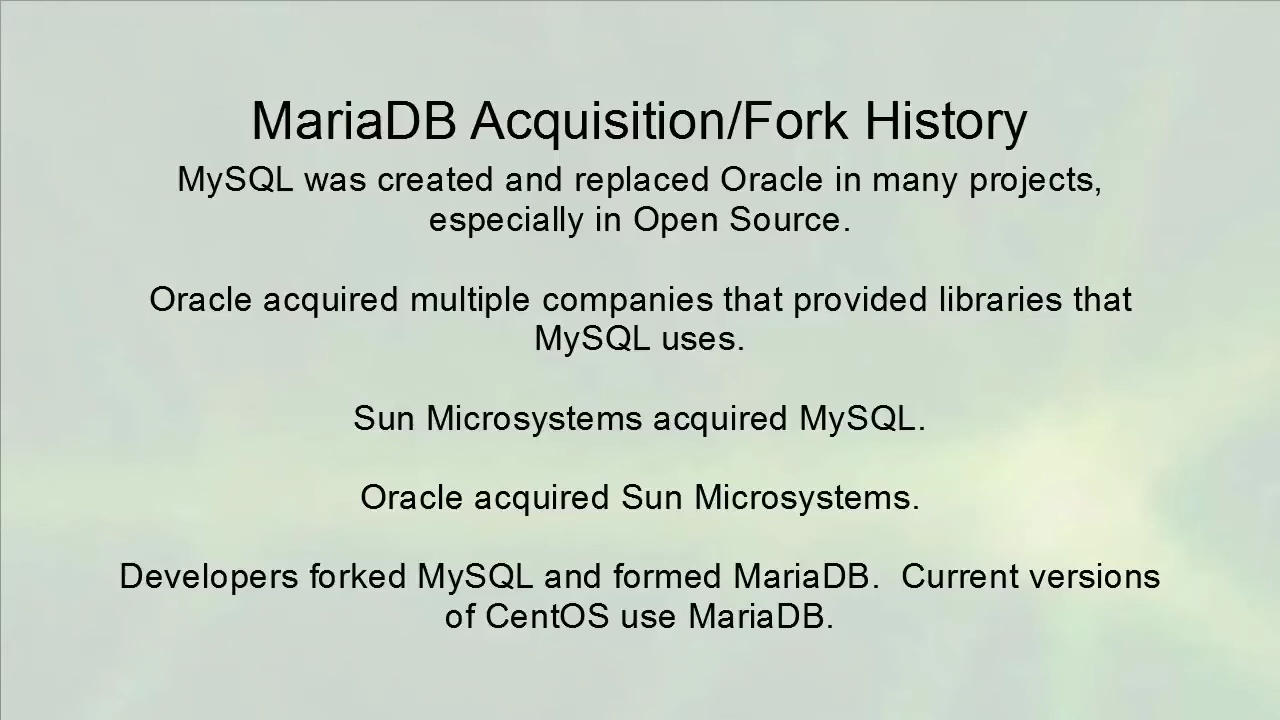 MariaDB Acquisition/Fork History
MySQL was created and replaced Oracle in many projects,
especially in Open Source.
Oracle acquired multiple companies that provided libraries that
MySQL uses.
Sun Microsystems acquired MySQL.
Oracle acquired Sun Microsystems.
Developers forked MySQL and formed MariaDB.  Current versions
of CentOS use MariaDB.